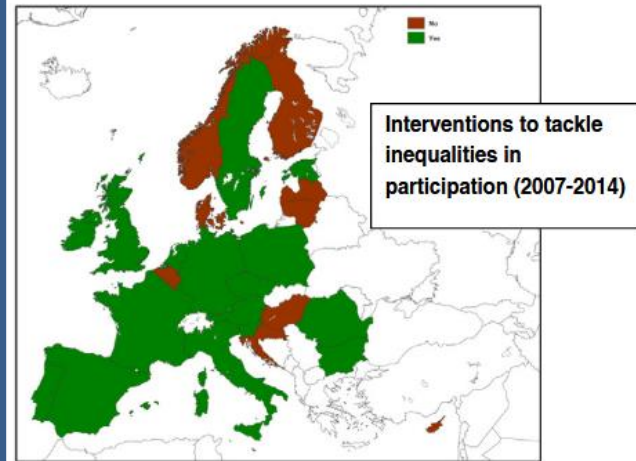 No
Yes
Interventions to tackle
inequalities in
participation (2007-2014)